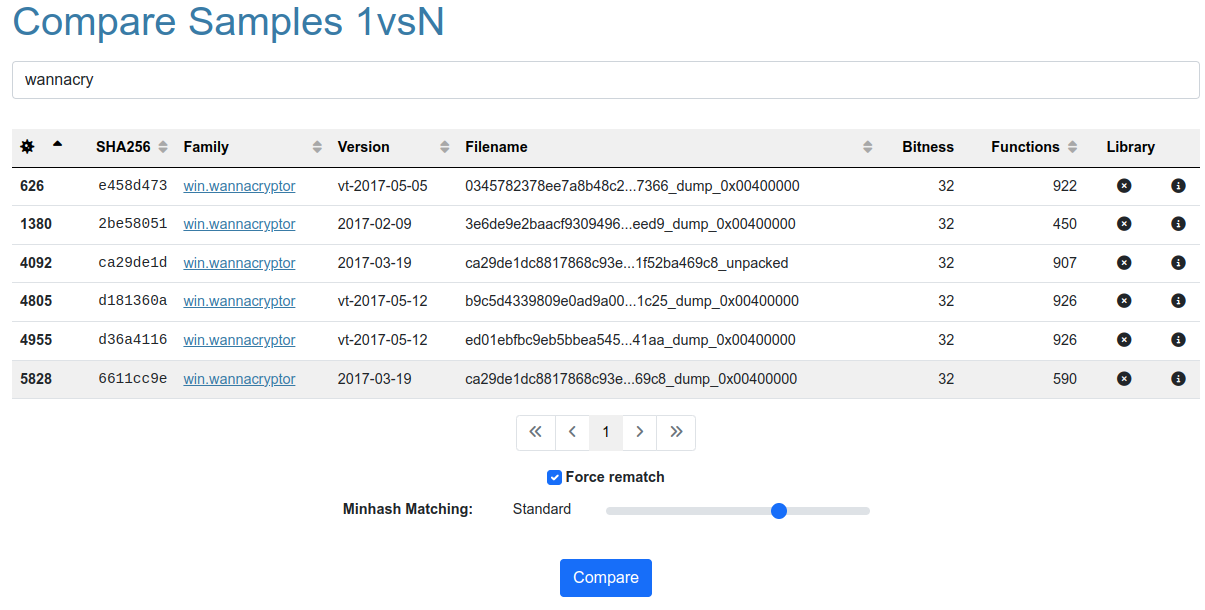 Compare Samples 1vsN
wannacry
SHA256 Family Version Filename Bitness Functions Library
626 e458d473 win.wannacryptor vt-2017-05-05 0345782378ee7a8b48c2...7366_dump_0x00400000 32 922
1380 2be58051 win.wannacryptor 2017-02-09 3e6de9e2baacf9309496...eed9_dump_0x00400000 32 450
4092 ca29de1d win.wannacryptor 2017-03-19 ca29de1dc8817868c93e...1f52ba469c8_unpacked 32 907
4805 d181360a win.wannacryptor vt-2017-05-12 b9c5d4339809e0ad9a00...1c25_dump_0x00400000 32 926
4955 d36a4116 win.wannacryptor vt-2017-05-12 ed01ebfbc9eb5bbea545...41aa_dump_0x00400000 32 926
5828 6611cc9e win.wannacryptor 2017-03-19 ca29de1dc8817868c93e...69c8_dump_0x00400000 32 590
« ‹ 1 › »
Force rematch
Minhash Matching: Standard
Compare